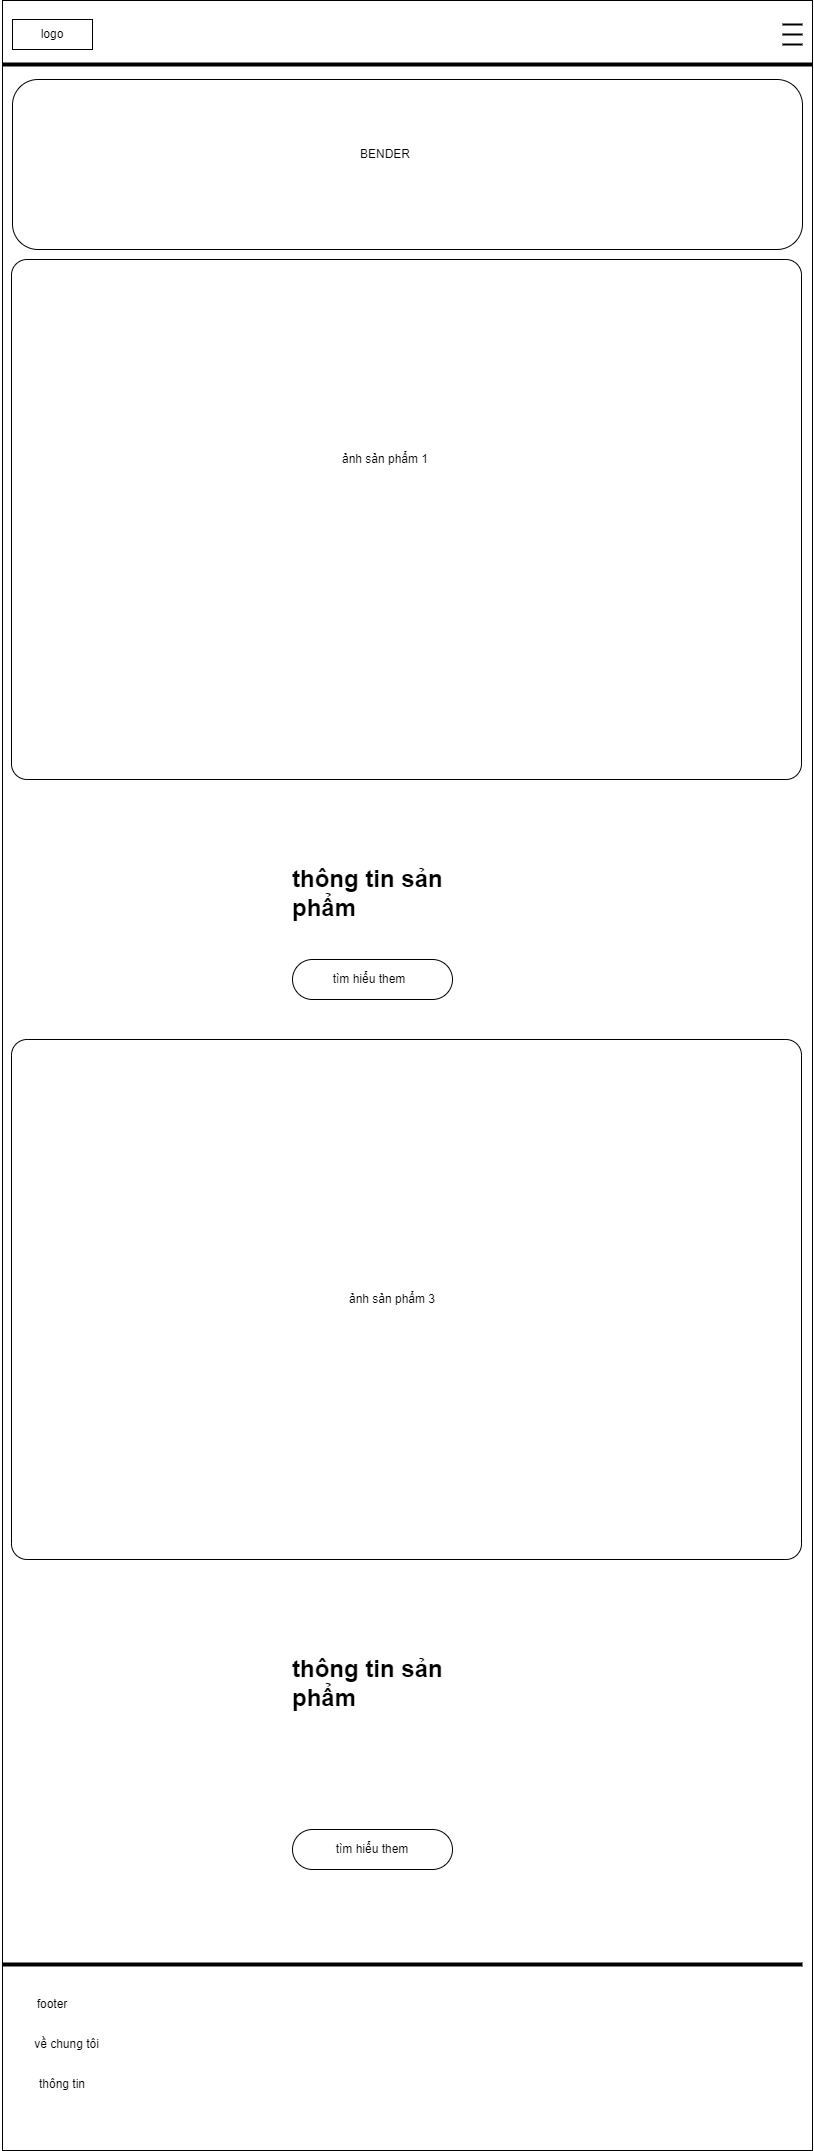 logo
BENDER
ảnh sản phẩm 1
thông tin sản
phẩm
tìm hiểu them
ảnh sản phẩm 3
thông tin sản
phẩm
tìm hiểu them
footer
về chung tôi
thông tin